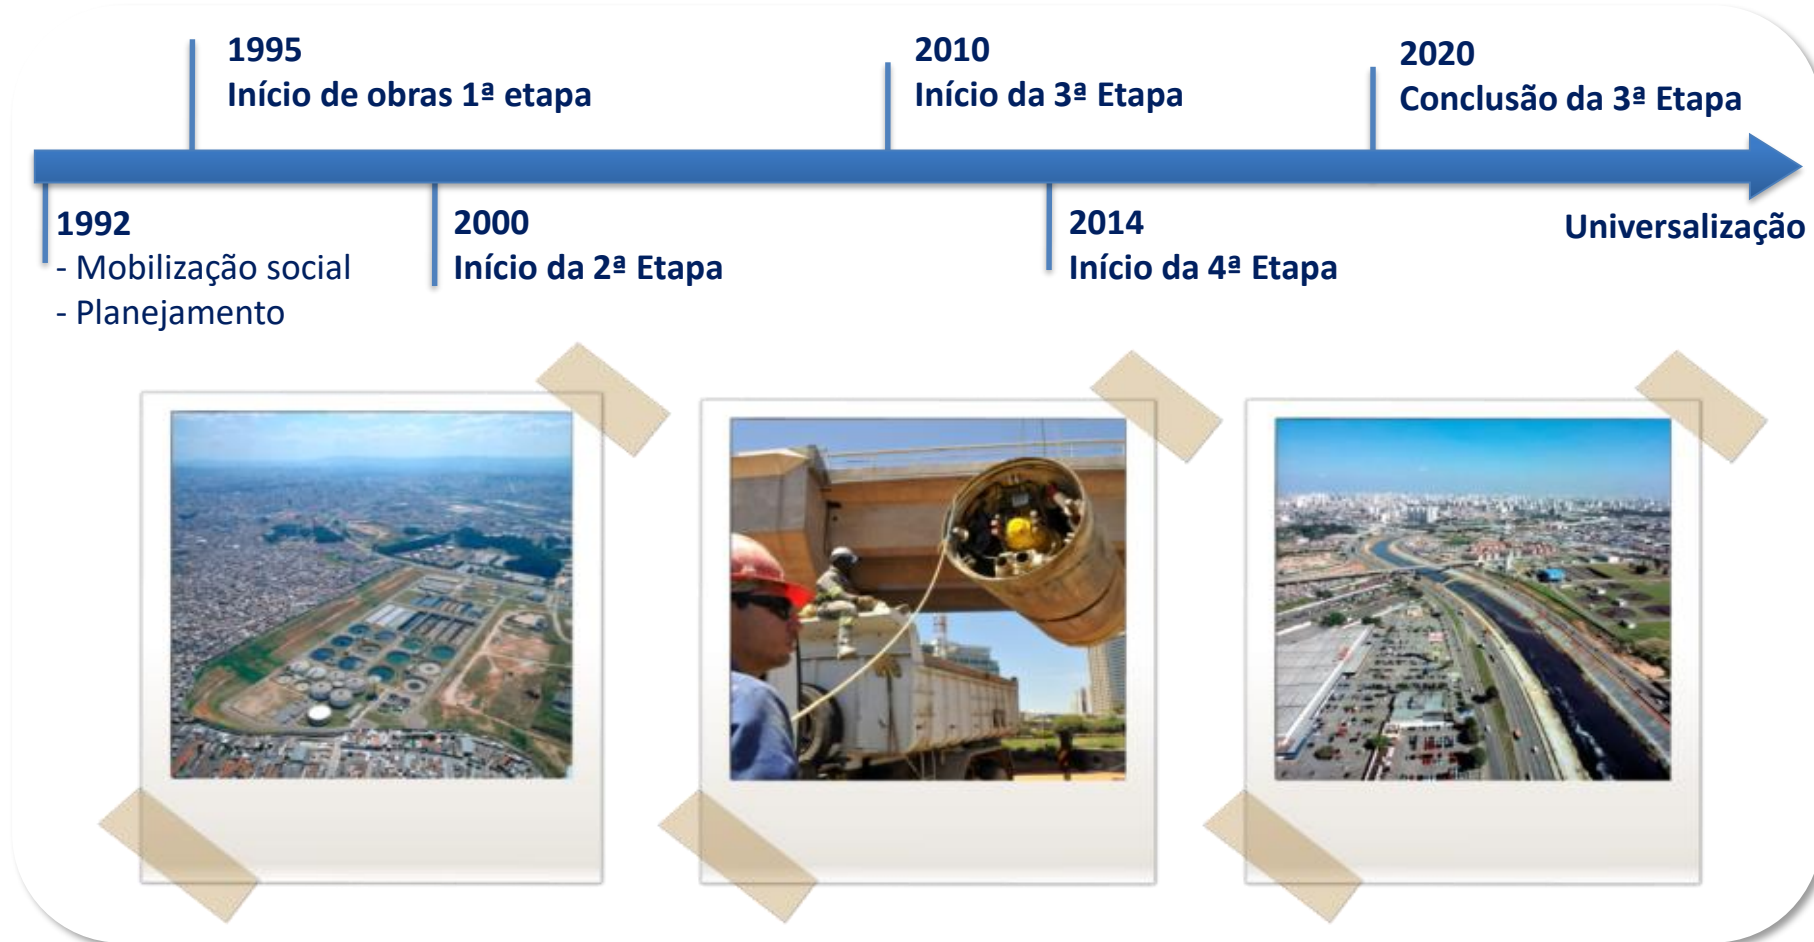 1995
Início de obras 1ª etapa
2010
Início da 3ª Etapa
2020
Conclusão da 3ª Etapa
1992
- Mobilização social
- Planejamento
2000
Início da 2ª Etapa
2014
Início da 4ª Etapa
Universalização